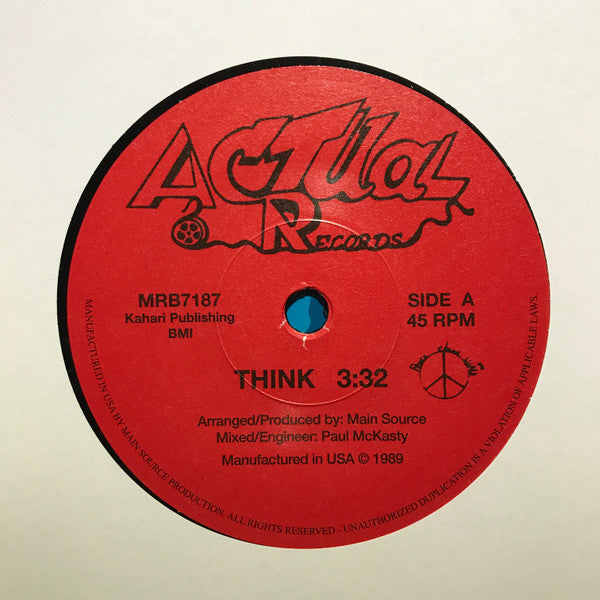 ACTUAL
RECORDS
MRB7187
Kahari Publishing
BMI
SIDE A
45 RPM
THINK 3:32
Arranged/Produced by: Main Source
Mixed/Engineer: Paul McKasty
Manufactured in USA © 1989
MANUFACTURED IN USA BY MAIN SOURCE PRODUCTION. ALL RIGHTS RESERVED - UNAUTHORIZED DUPLICATION IS A VIOLATION OF APPLICABLE LAWS.